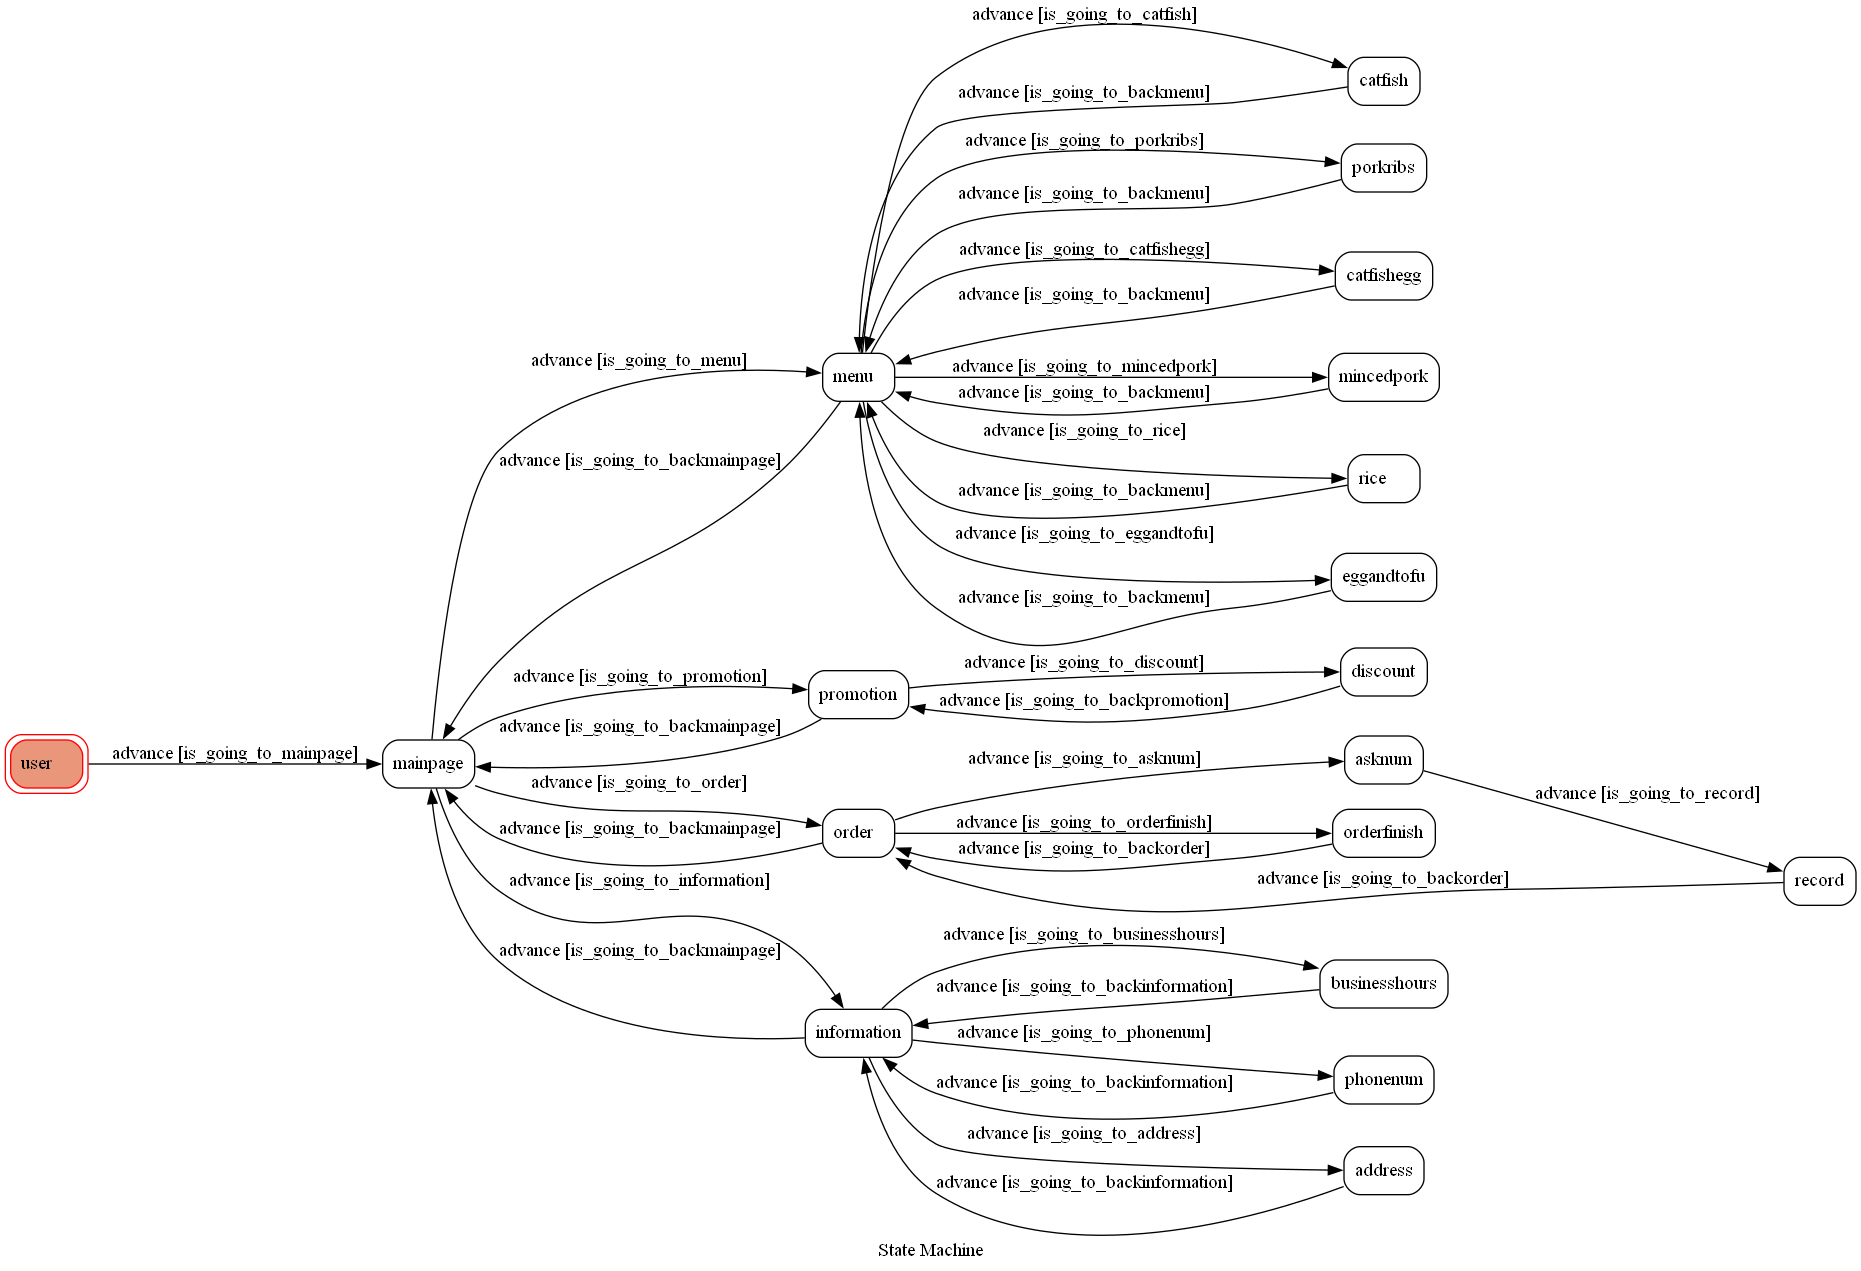 advance [is_going_to_catfish]
catfish
advance [is_going_to_backmenu]
advance [is_going_to_porkribs]
porkribs
advance [is_going_to_backmenu]
advance [is_going_to_catfishegg]
catfishegg
advance [is_going_to_backmenu]
advance [is_going_to_menu]
menu
advance [is_going_to_mincedpork]
mincedpork
advance [is_going_to_backmenu]
advance [is_going_to_rice]
advance [is_going_to_backmainpage]
rice
advance [is_going_to_backmenu]
advance [is_going_to_eggandtofu]
eggandtofu
advance [is_going_to_backmenu]
advance [is_going_to_discount]
discount
advance [is_going_to_promotion]
promotion
advance [is_going_to_backpromotion]
advance [is_going_to_backmainpage]
user
advance [is_going_to_mainpage]
mainpage
advance [is_going_to_asknum]
asknum
advance [is_going_to_order]
advance [is_going_to_record]
advance [is_going_to_backmainpage]
order
advance [is_going_to_orderfinish]
orderfinish
advance [is_going_to_backorder]
advance [is_going_to_information]
advance [is_going_to_backorder]
record
advance [is_going_to_businesshours]
advance [is_going_to_backmainpage]
businesshours
advance [is_going_to_backinformation]
information
advance [is_going_to_phonenum]
phonenum
advance [is_going_to_backinformation]
advance [is_going_to_address]
address
advance [is_going_to_backinformation]
State Machine